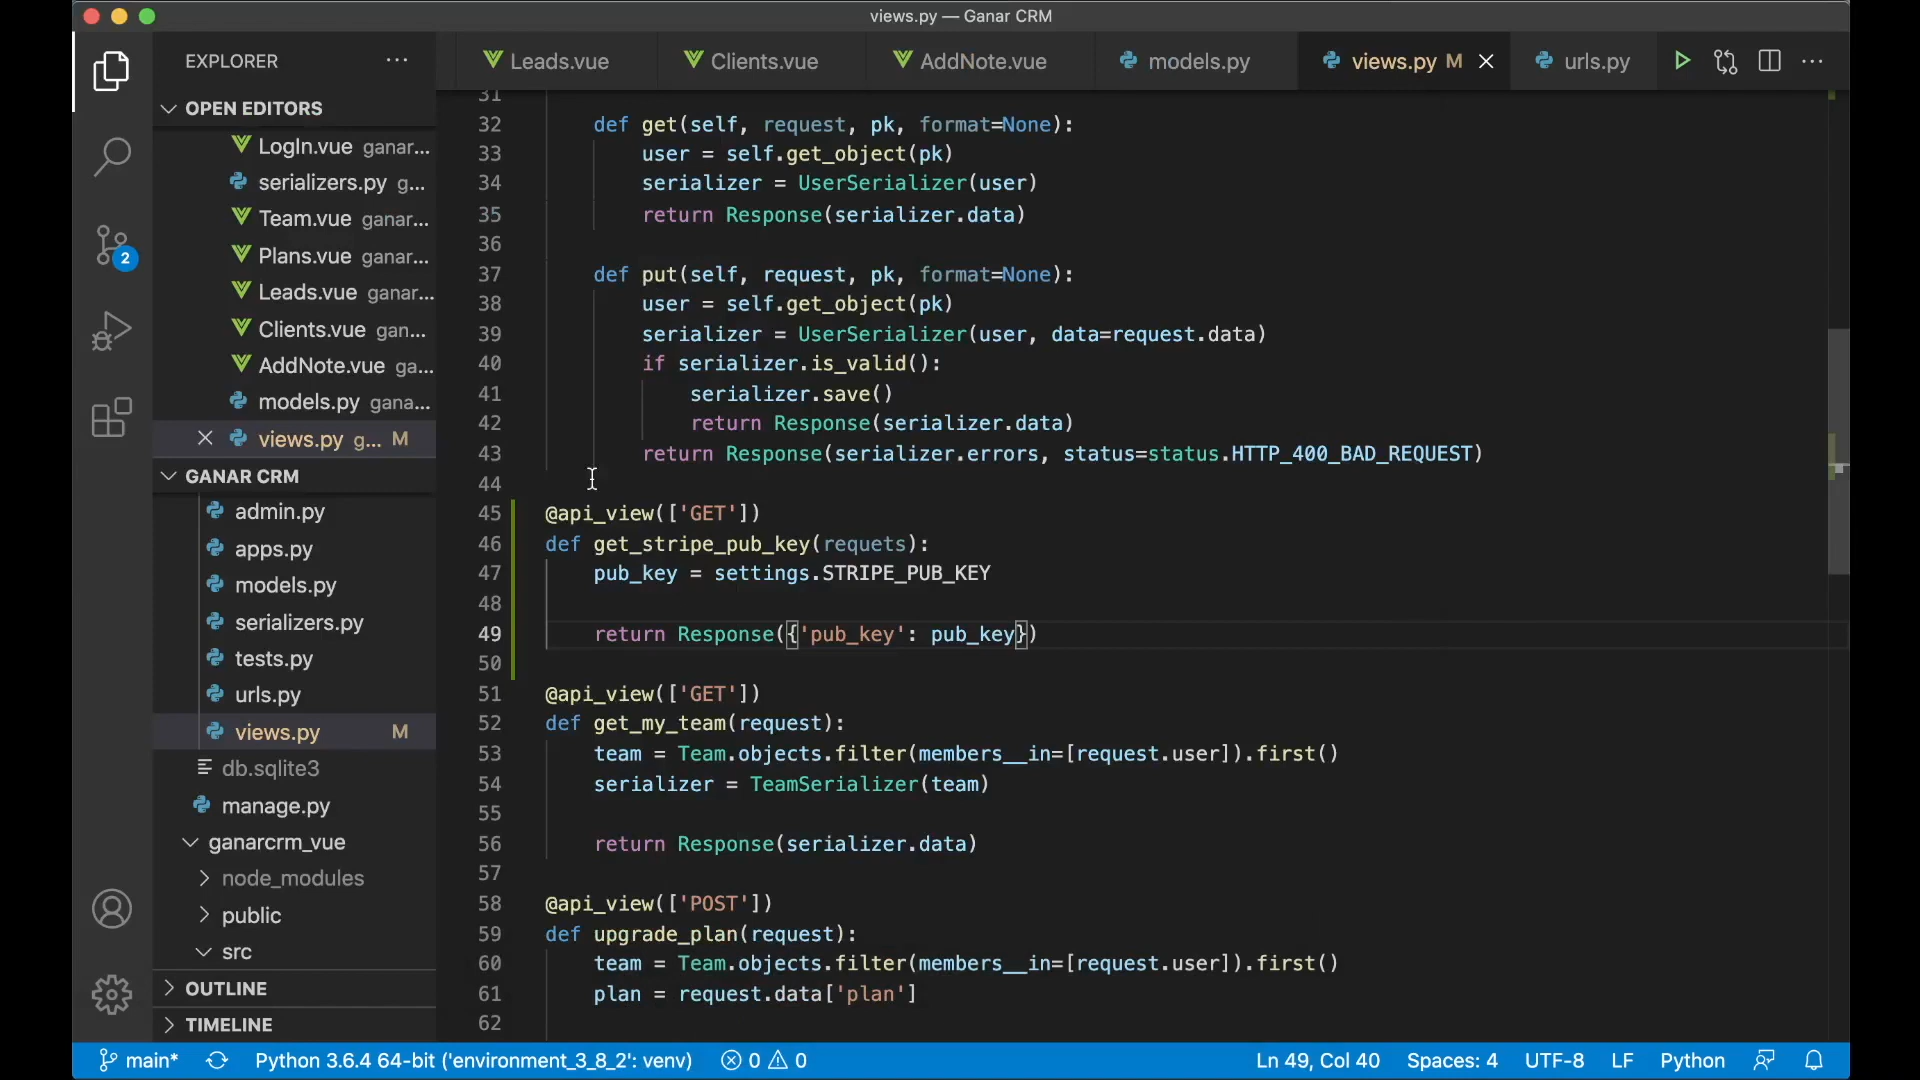 views.py — Ganar CRM
EXPLORER
OPEN EDITORS
LogIn.vue ganar...
serializers.py g...
Team.vue ganar...
Plans.vue ganar...
Leads.vue ganar...
Clients.vue gan...
AddNote.vue ga...
models.py gana...
views.py g... M
GANAR CRM
admin.py
apps.py
models.py
serializers.py
tests.py
urls.py
views.py M
db.sqlite3
manage.py
ganarcrm_vue
node_modules
public
src
OUTLINE
TIMELINE
Leads.vue
Clients.vue
AddNote.vue
models.py
views.py M
urls.py
31
32 def get(self, request, pk, format=None):
33 user = self.get_object(pk)
34 serializer = UserSerializer(user)
35 return Response(serializer.data)
36
37 def put(self, request, pk, format=None):
38 user = self.get_object(pk)
39 serializer = UserSerializer(user, data=request.data)
40 if serializer.is_valid():
41 serializer.save()
42 return Response(serializer.data)
43 return Response(serializer.errors, status=status.HTTP_400_BAD_REQUEST)
44
45 @api_view(['GET'])
46 def get_stripe_pub_key(requets):
47 pub_key = settings.STRIPE_PUB_KEY
48
49 return Response({'pub_key': pub_key})
50
51 @api_view(['GET'])
52 def get_my_team(request):
53 team = Team.objects.filter(members__in=[request.user]).first()
54 serializer = TeamSerializer(team)
55
56 return Response(serializer.data)
57
58 @api_view(['POST'])
59 def upgrade_plan(request):
60 team = Team.objects.filter(members__in=[request.user]).first()
61 plan = request.data['plan']
62
2
main* Python 3.6.4 64-bit ('environment_3_8_2': venv) 0 0 Ln 49, Col 40 Spaces: 4 UTF-8 LF Python